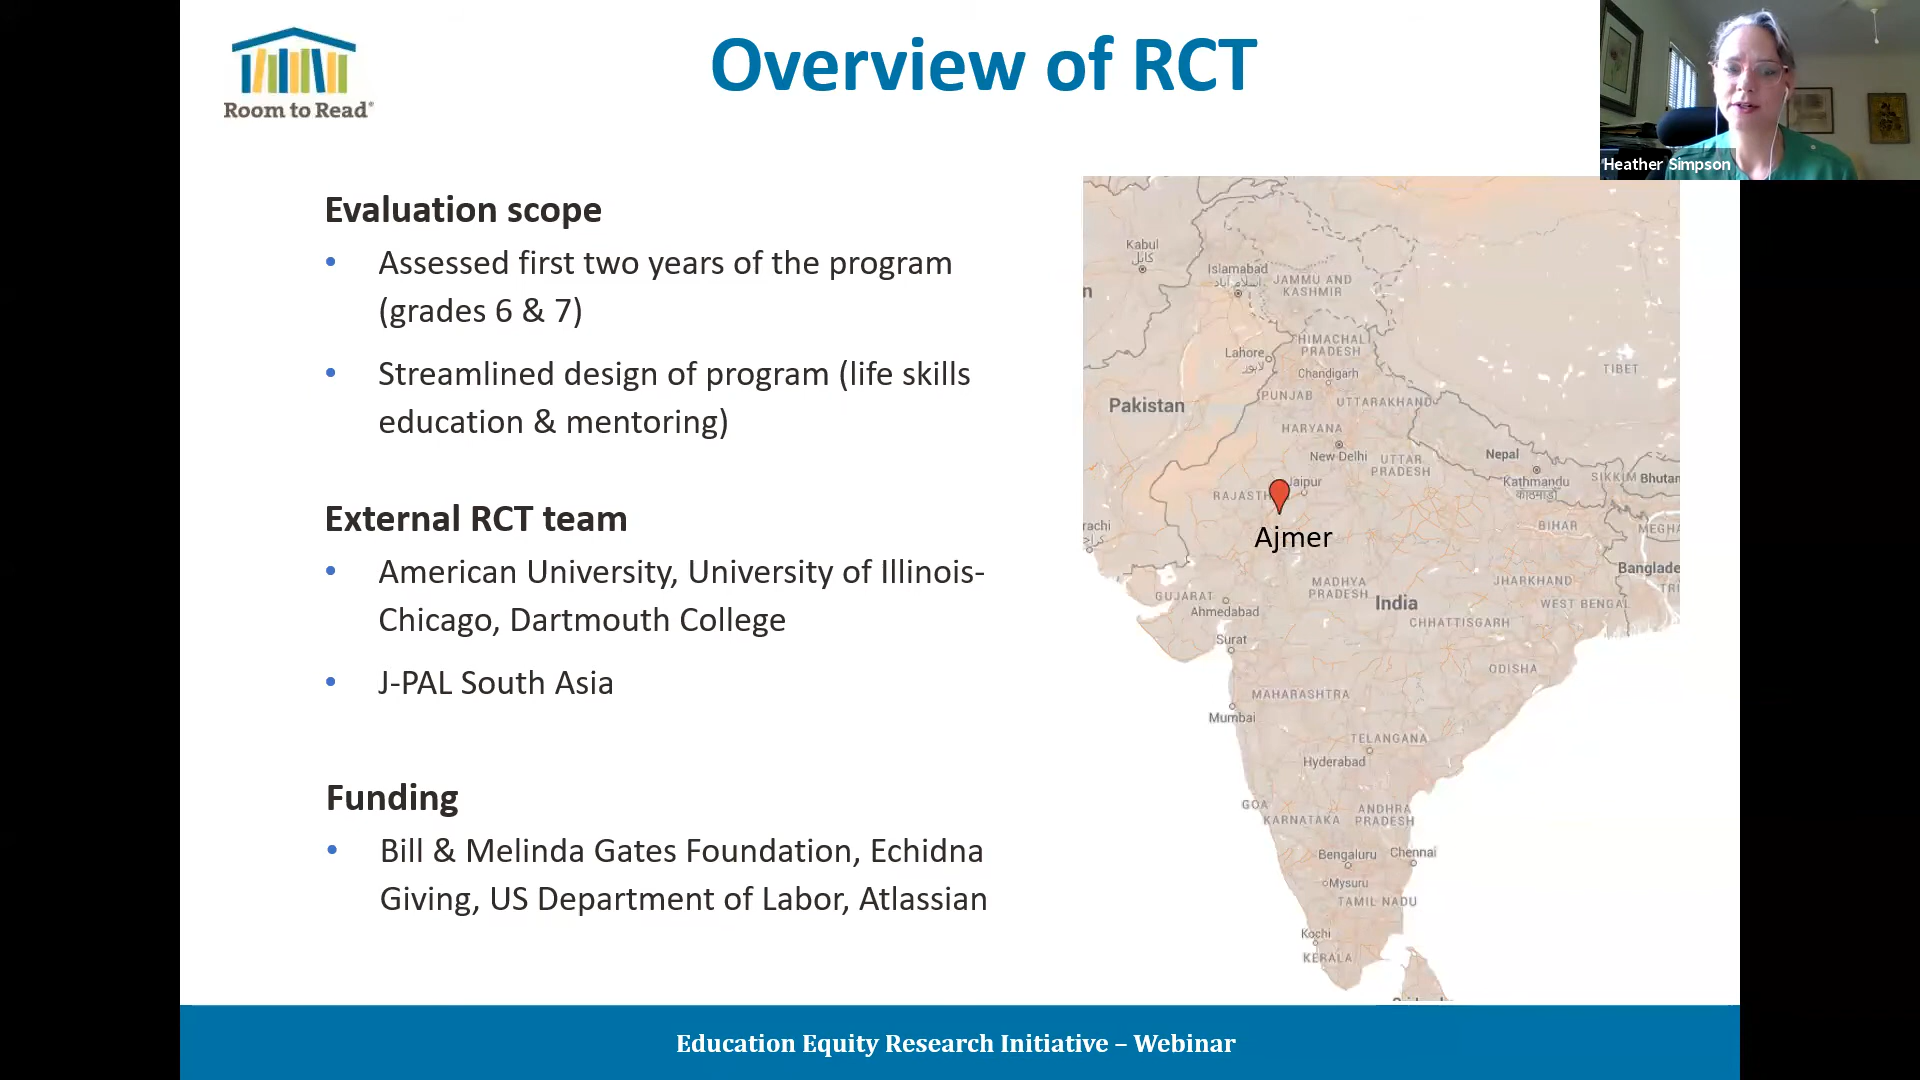 Room to Read®
Overview of RCT
Heather Simpson
Evaluation scope
• Assessed first two years of the program
(grades 6 & 7)
• Streamlined design of program (life skills
education & mentoring)
External RCT team
• American University, University of Illinois-
Chicago, Dartmouth College
• J-PAL South Asia
Funding
• Bill & Melinda Gates Foundation, Echidna
Giving, US Department of Labor, Atlassian
Kabul
کابل
Islamabad
اسلام آباد
JAMMU AND
KASHMIR
n
HIMACHAL
PRADESH
Lahore
لاہور
Chandigarh
TIBET
PUNJAB
UTTARAKHAND
Pakistan
HARYANA
New Delhi
UTTAR
PRADESH
Nepal
Kathmandu
काठमाडौं
SIKKIM
Bhutan
Jaipur
RAJASTH
Ajmer
rachi
كراچى
BIHAR
MEGHA
Banglade
MADHYA
PRADESH
JHARKHAND
TRI
GUJARAT
Ahmedabad
India
WEST BENGAL
CHHATTISGARH
Surat
ODISHA
MAHARASHTRA
Mumbai
TELANGANA
Hyderabad
GOA
KARNATAKA
ANDHRA
PRADESH
Bengaluru
Chennai
Mysuru
TAMIL NADU
Kochi
KERALA
Education Equity Research Initiative – Webinar